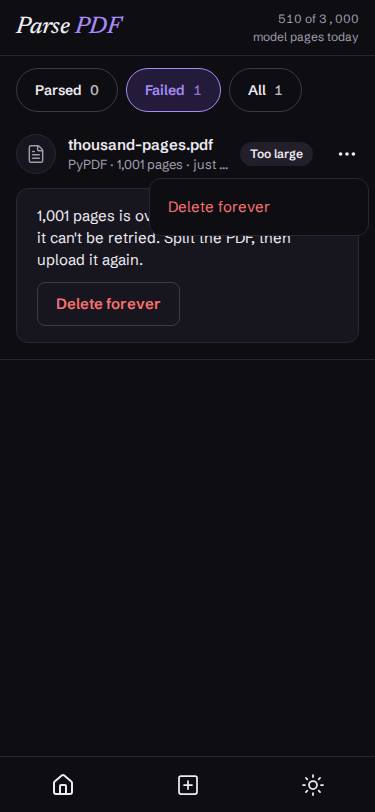 Parse PDF
510 of 3,000
model pages today
Parsed 0
Failed 1
All 1
thousand-pages.pdf
PyPDF · 1,001 pages · just ...
Too large
Delete forever
1,001 pages is ov
it can't be retried. Split the PDF, then
upload it again.
Delete forever